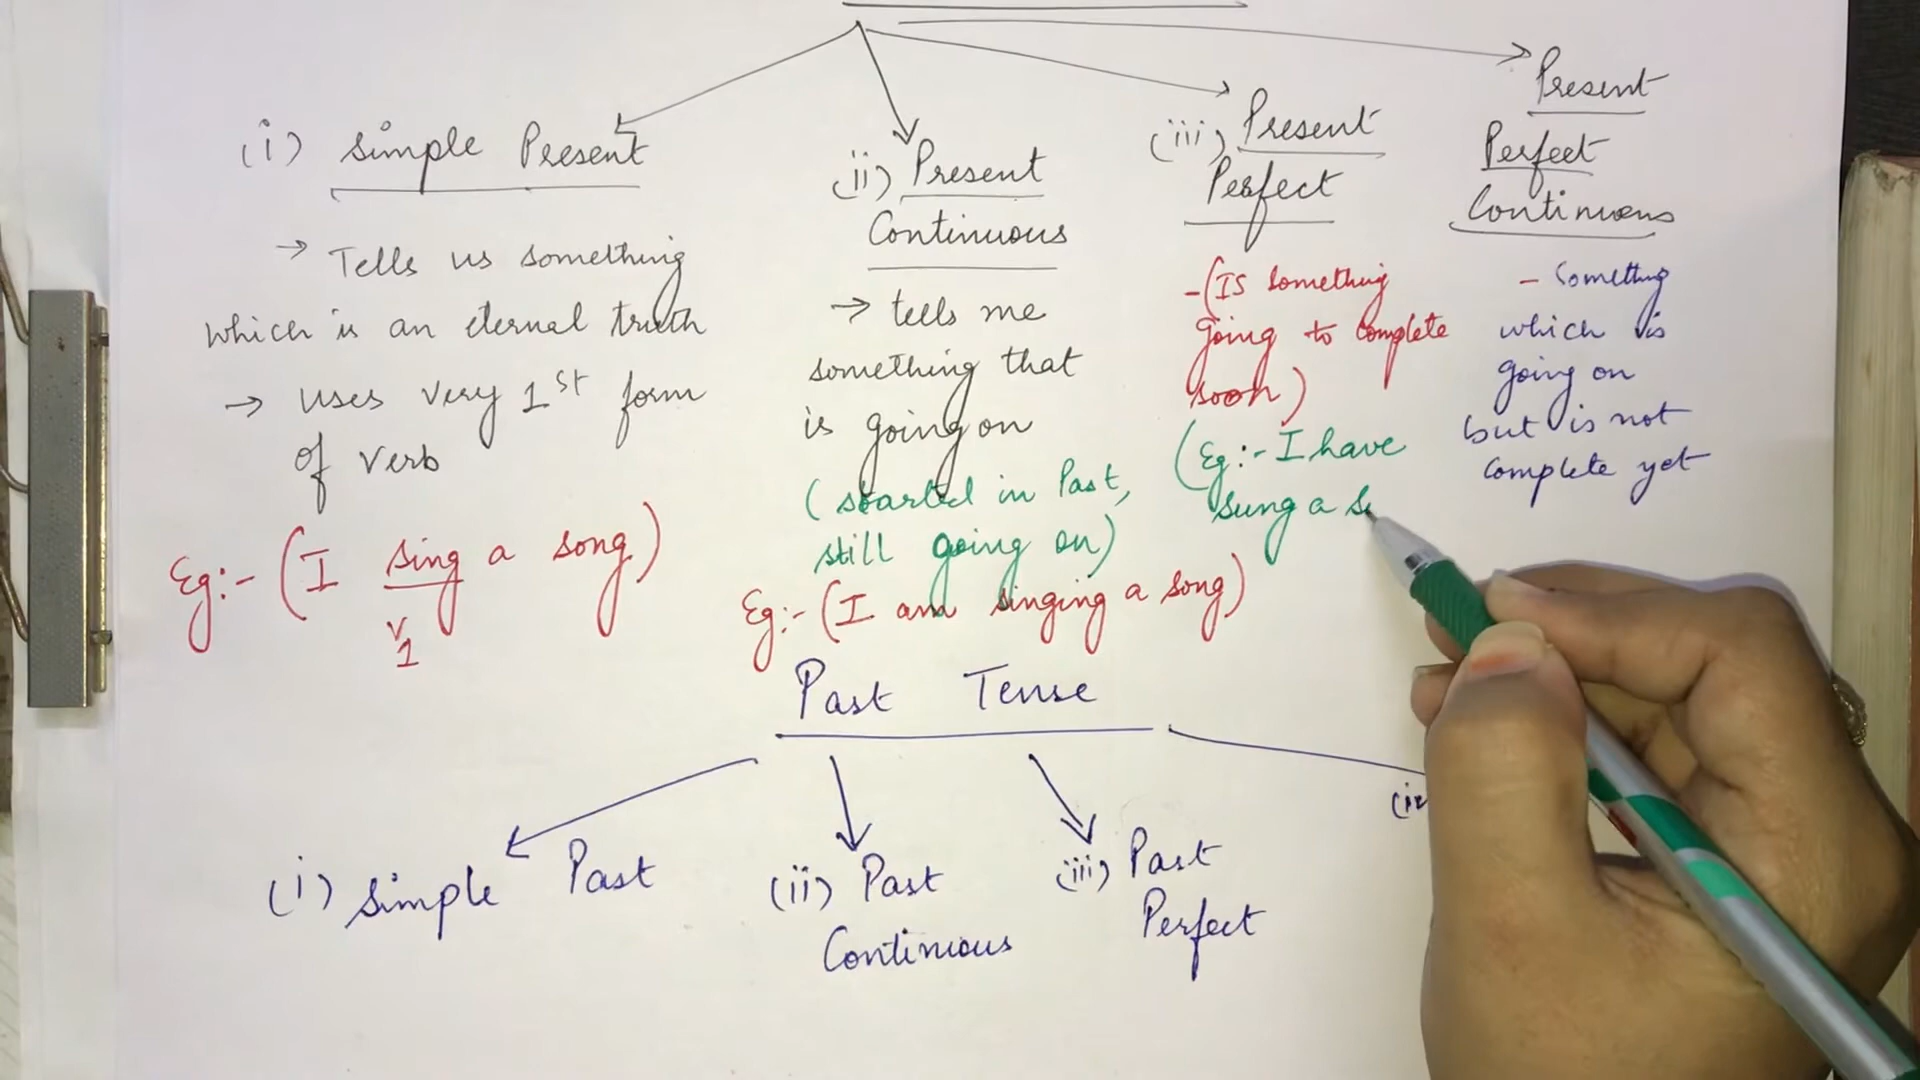 (i) Simple Present
→ Tells us something
which is an eternal truth
→ uses very 1st form
of verb
Eg:- (I sing a song)
V1
(ii) Present
Continuous
→ tells me
something that
is going on
(started in Past,
still going on)
Eg:- (I am singing a song)
(iii) Present
Perfect
- (IS something
going to complete
soon)
(Eg:- I have
sung a s
Present
Perfect
Continuous
- Something
which is
going on
but is not
complete yet
Past Tense
(i) Simple Past
(ii) Past
Continuous
(iii) Past
Perfect